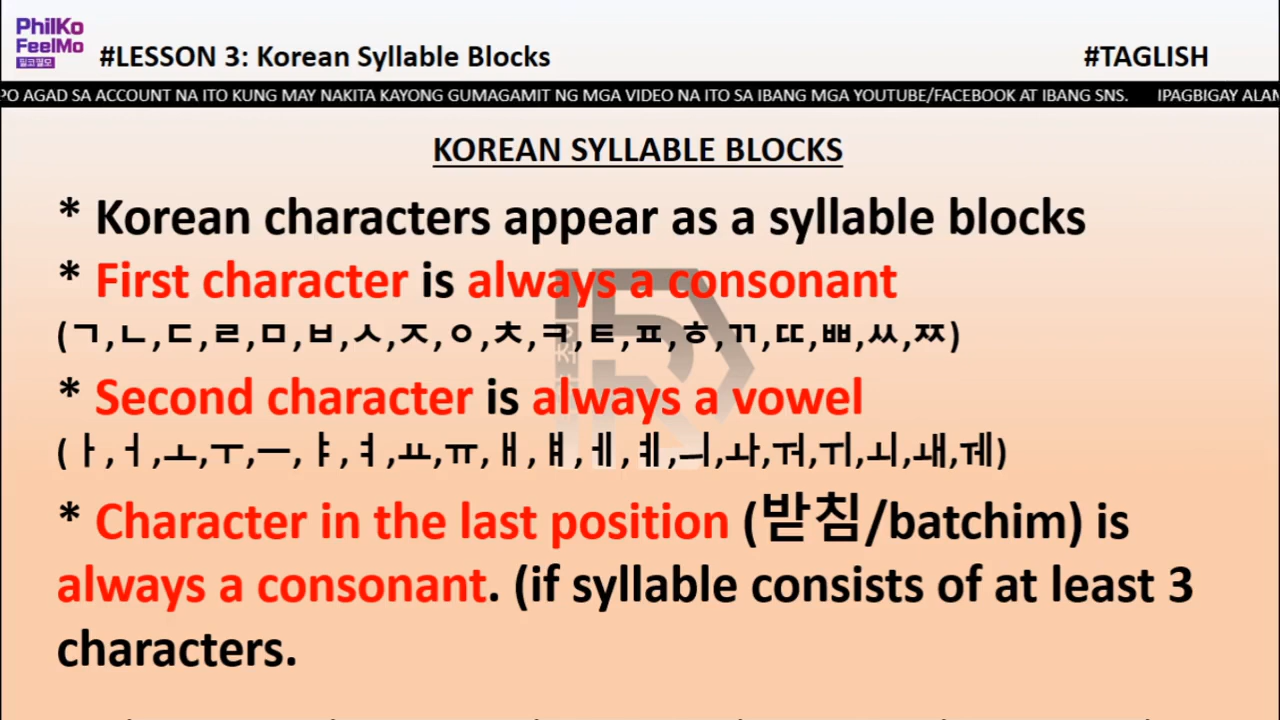 PhilKo
FeelMo
필코필모
#LESSON 3: Korean Syllable Blocks
#TAGLISH
PO AGAD SA ACCOUNT NA ITO KUNG MAY NAKITA KAYONG GUMAGAMIT NG MGA VIDEO NA ITO SA IBANG MGA YOUTUBE/FACEBOOK AT IBANG SNS. IPAGBIGAY ALAN
KOREAN SYLLABLE BLOCKS
* Korean characters appear as a syllable blocks
* First character is always a consonant
(ㄱ,ㄴ,ㄷ,ㄹ,ㅁ,ㅂ,ㅅ,ㅈ,ㅇ,ㅊ,ㅋ,ㅌ,ㅍ,ㅎ,ㄲ,ㄸ,ㅃ,ㅆ,ㅉ)
* Second character is always a vowel
(ㅏ,ㅓ,ㅗ,ㅜ,ㅡ,ㅑ,ㅕ,ㅛ,ㅠ,ㅐ,ㅒ,ㅔ,ㅖ,ㅢ,ㅘ,ㅝ,ㅟ,ㅚ,ㅙ,ㅞ)
* Character in the last position (받침/batchim) is
always a consonant. (if syllable consists of at least 3
characters.